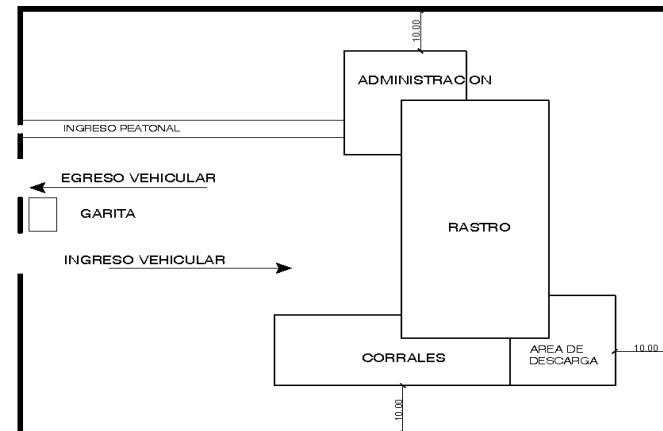 10.00
ADMINISTRACION
INGRESO PEATONAL
EGRESO VEHICULAR
GARITA
RASTRO
INGRESO VEHICULAR
CORRALES
AREA DE
DESCARGA
10.00
10.00